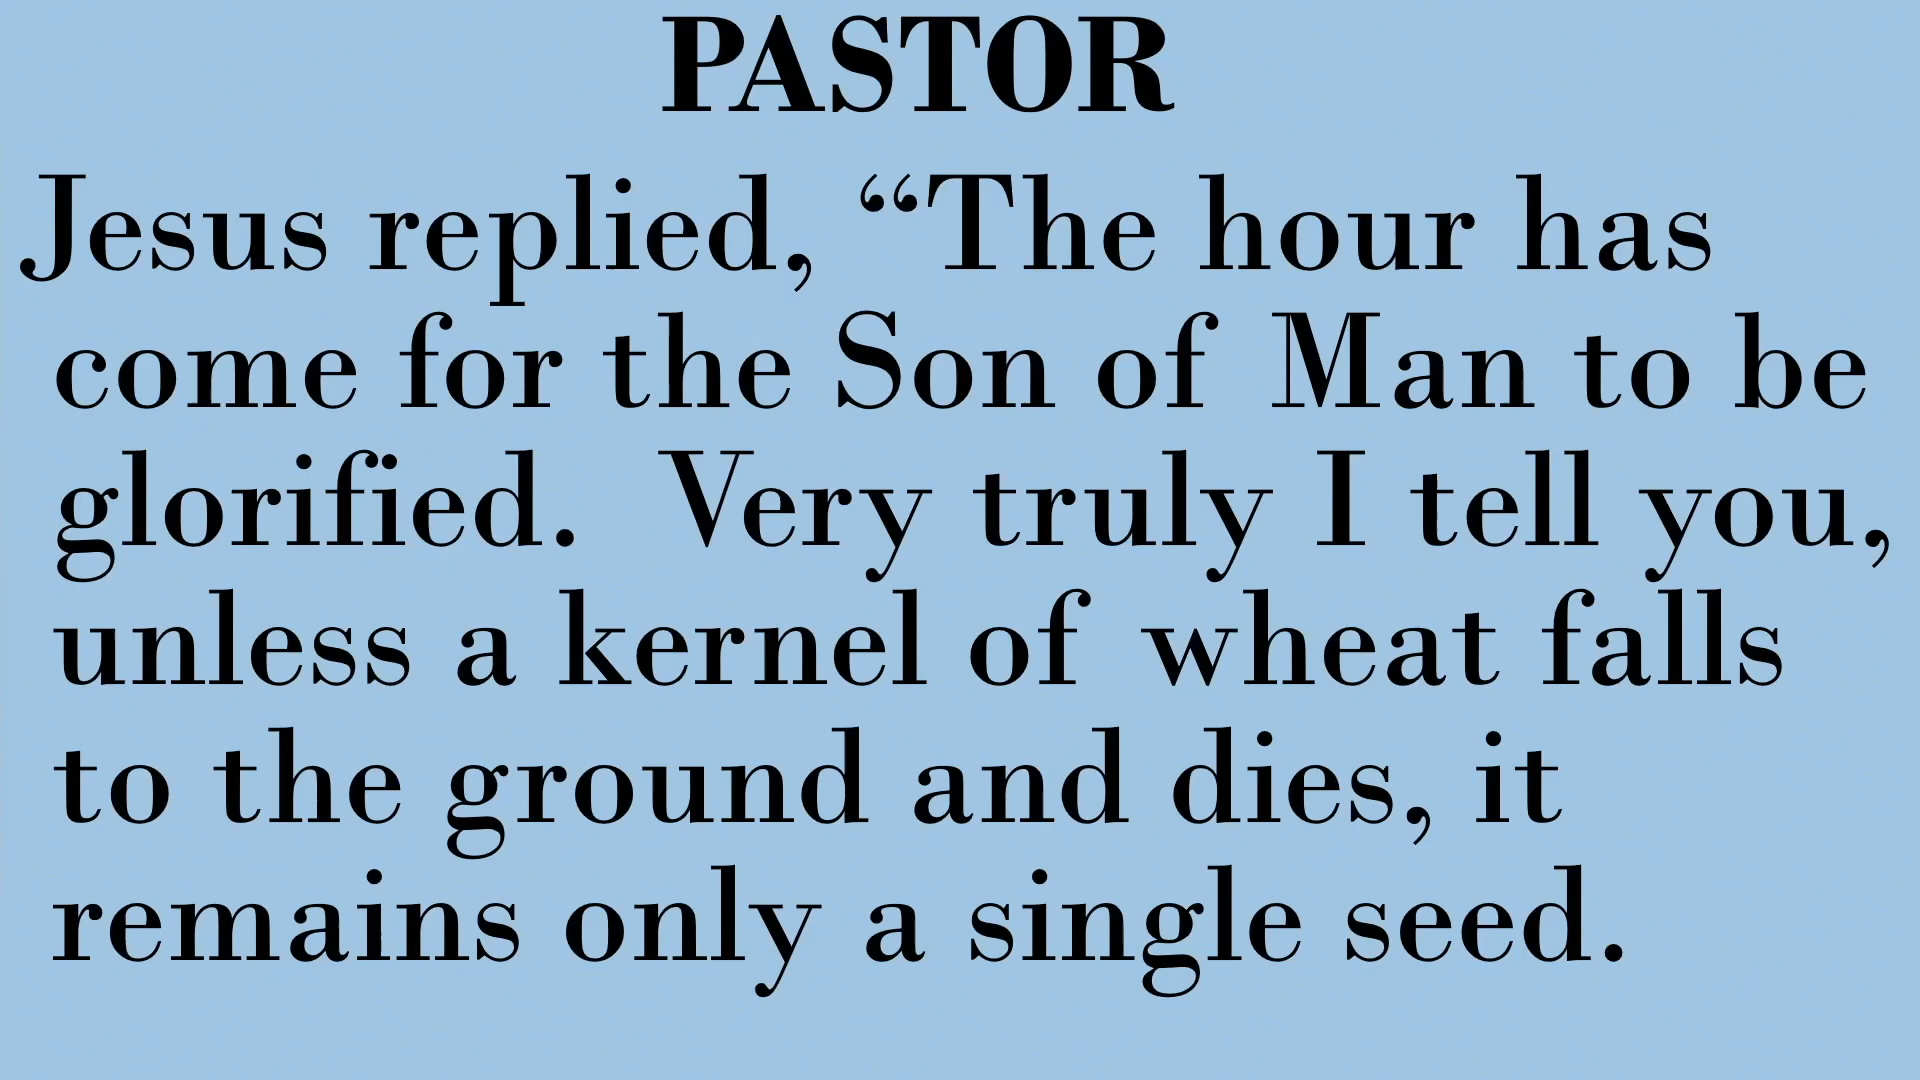 PASTOR
Jesus replied, “The hour has
come for the Son of Man to be
glorified.  Very truly I tell you,
unless a kernel of wheat falls
to the ground and dies, it
remains only a single seed.